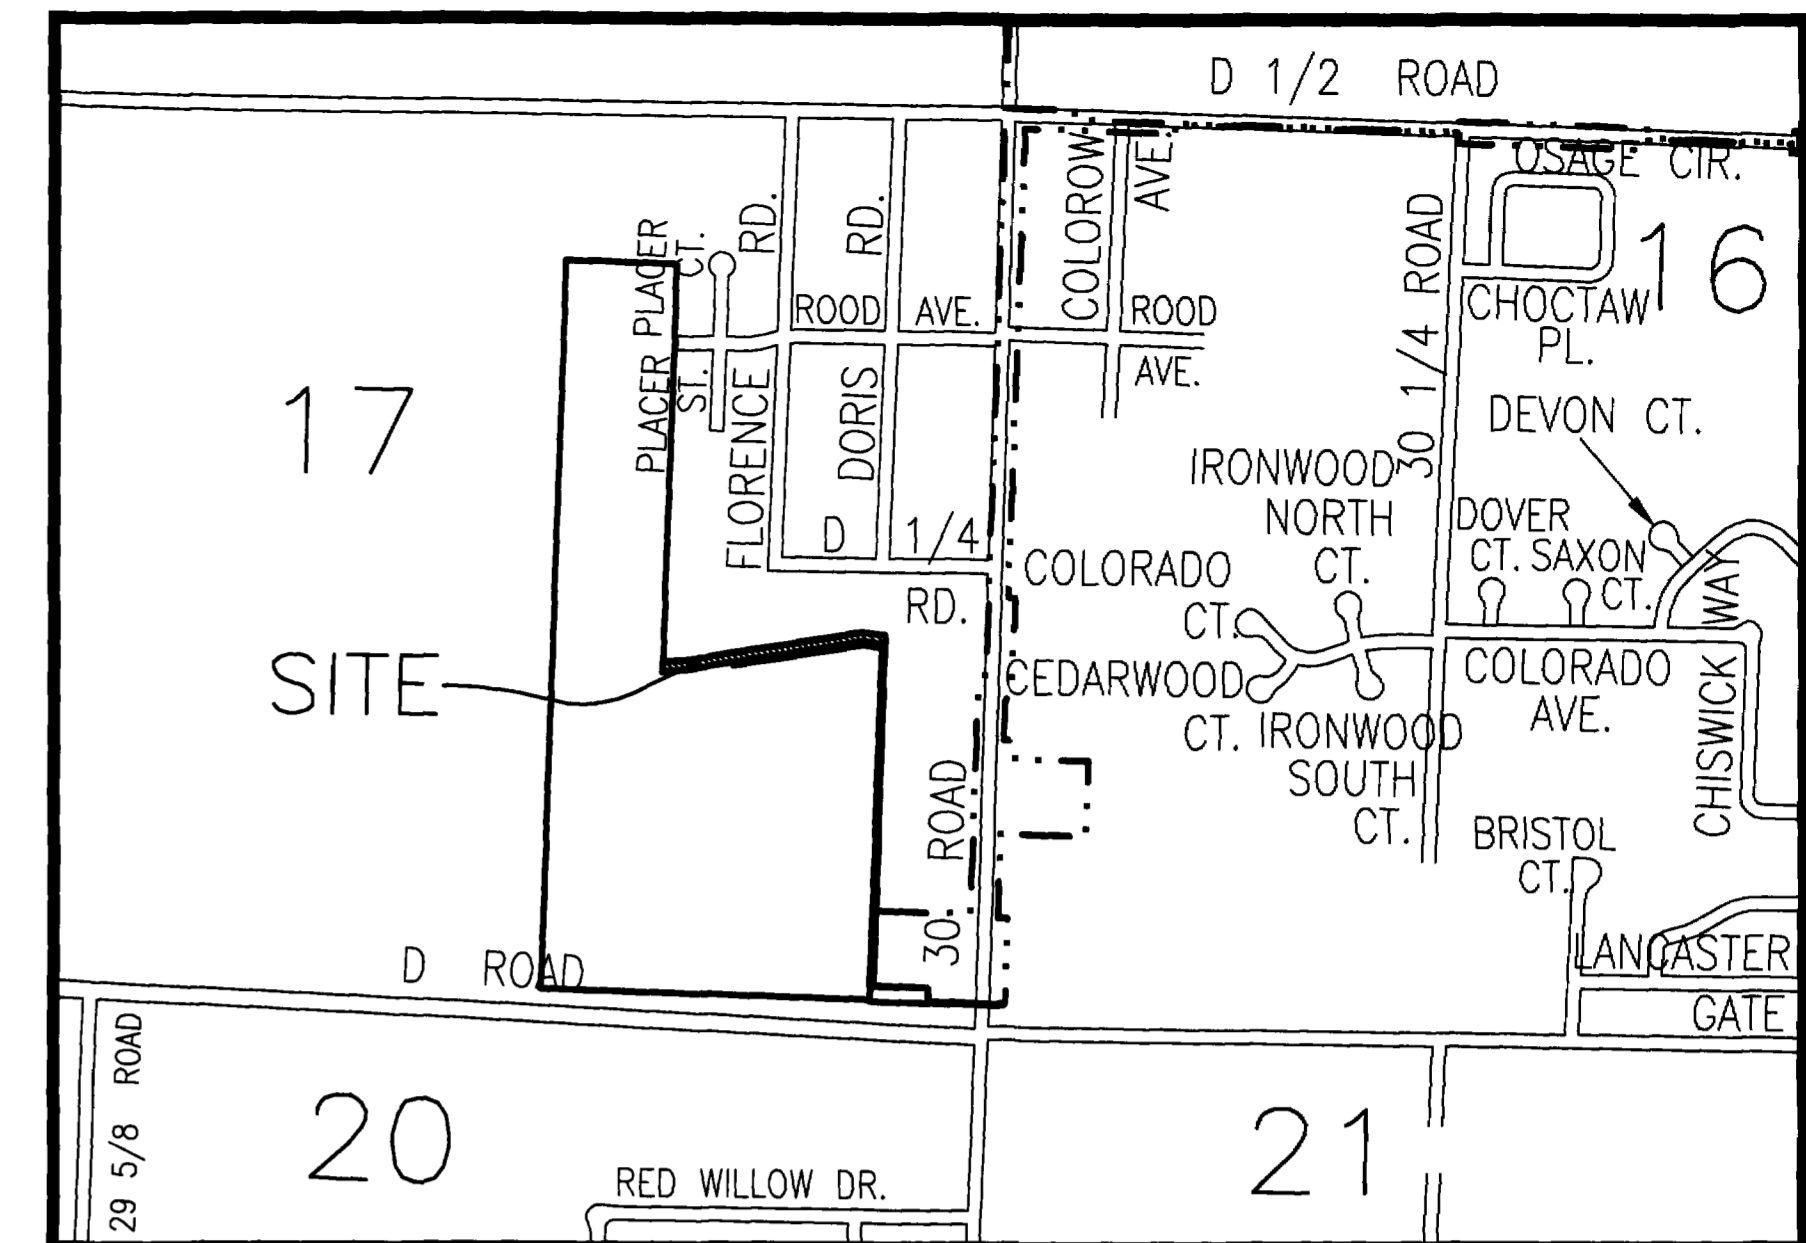 D 1/2 ROAD
OSAGE CIR.
COLOROW
AVE.
30 1/4 ROAD
16
PLACER
CT.
RD.
RD.
ROOD AVE.
ROOD
AVE.
CHOCTAW
PL.
17
PLACER
ST.
FLORENCE
DORIS
DEVON CT.
IRONWOOD
NORTH
CT.
D 1/4
RD.
COLORADO
CT.
DOVER
CT.
SAXON
CT.
SITE
CEDARWOOD
CT.
IRONWOOD
SOUTH
CT.
COLORADO
AVE.
CHISWICK WAY
30 ROAD
BRISTOL
CT.
D ROAD
LANCASTER
GATE
29 5/8 ROAD
20
21
RED WILLOW DR.